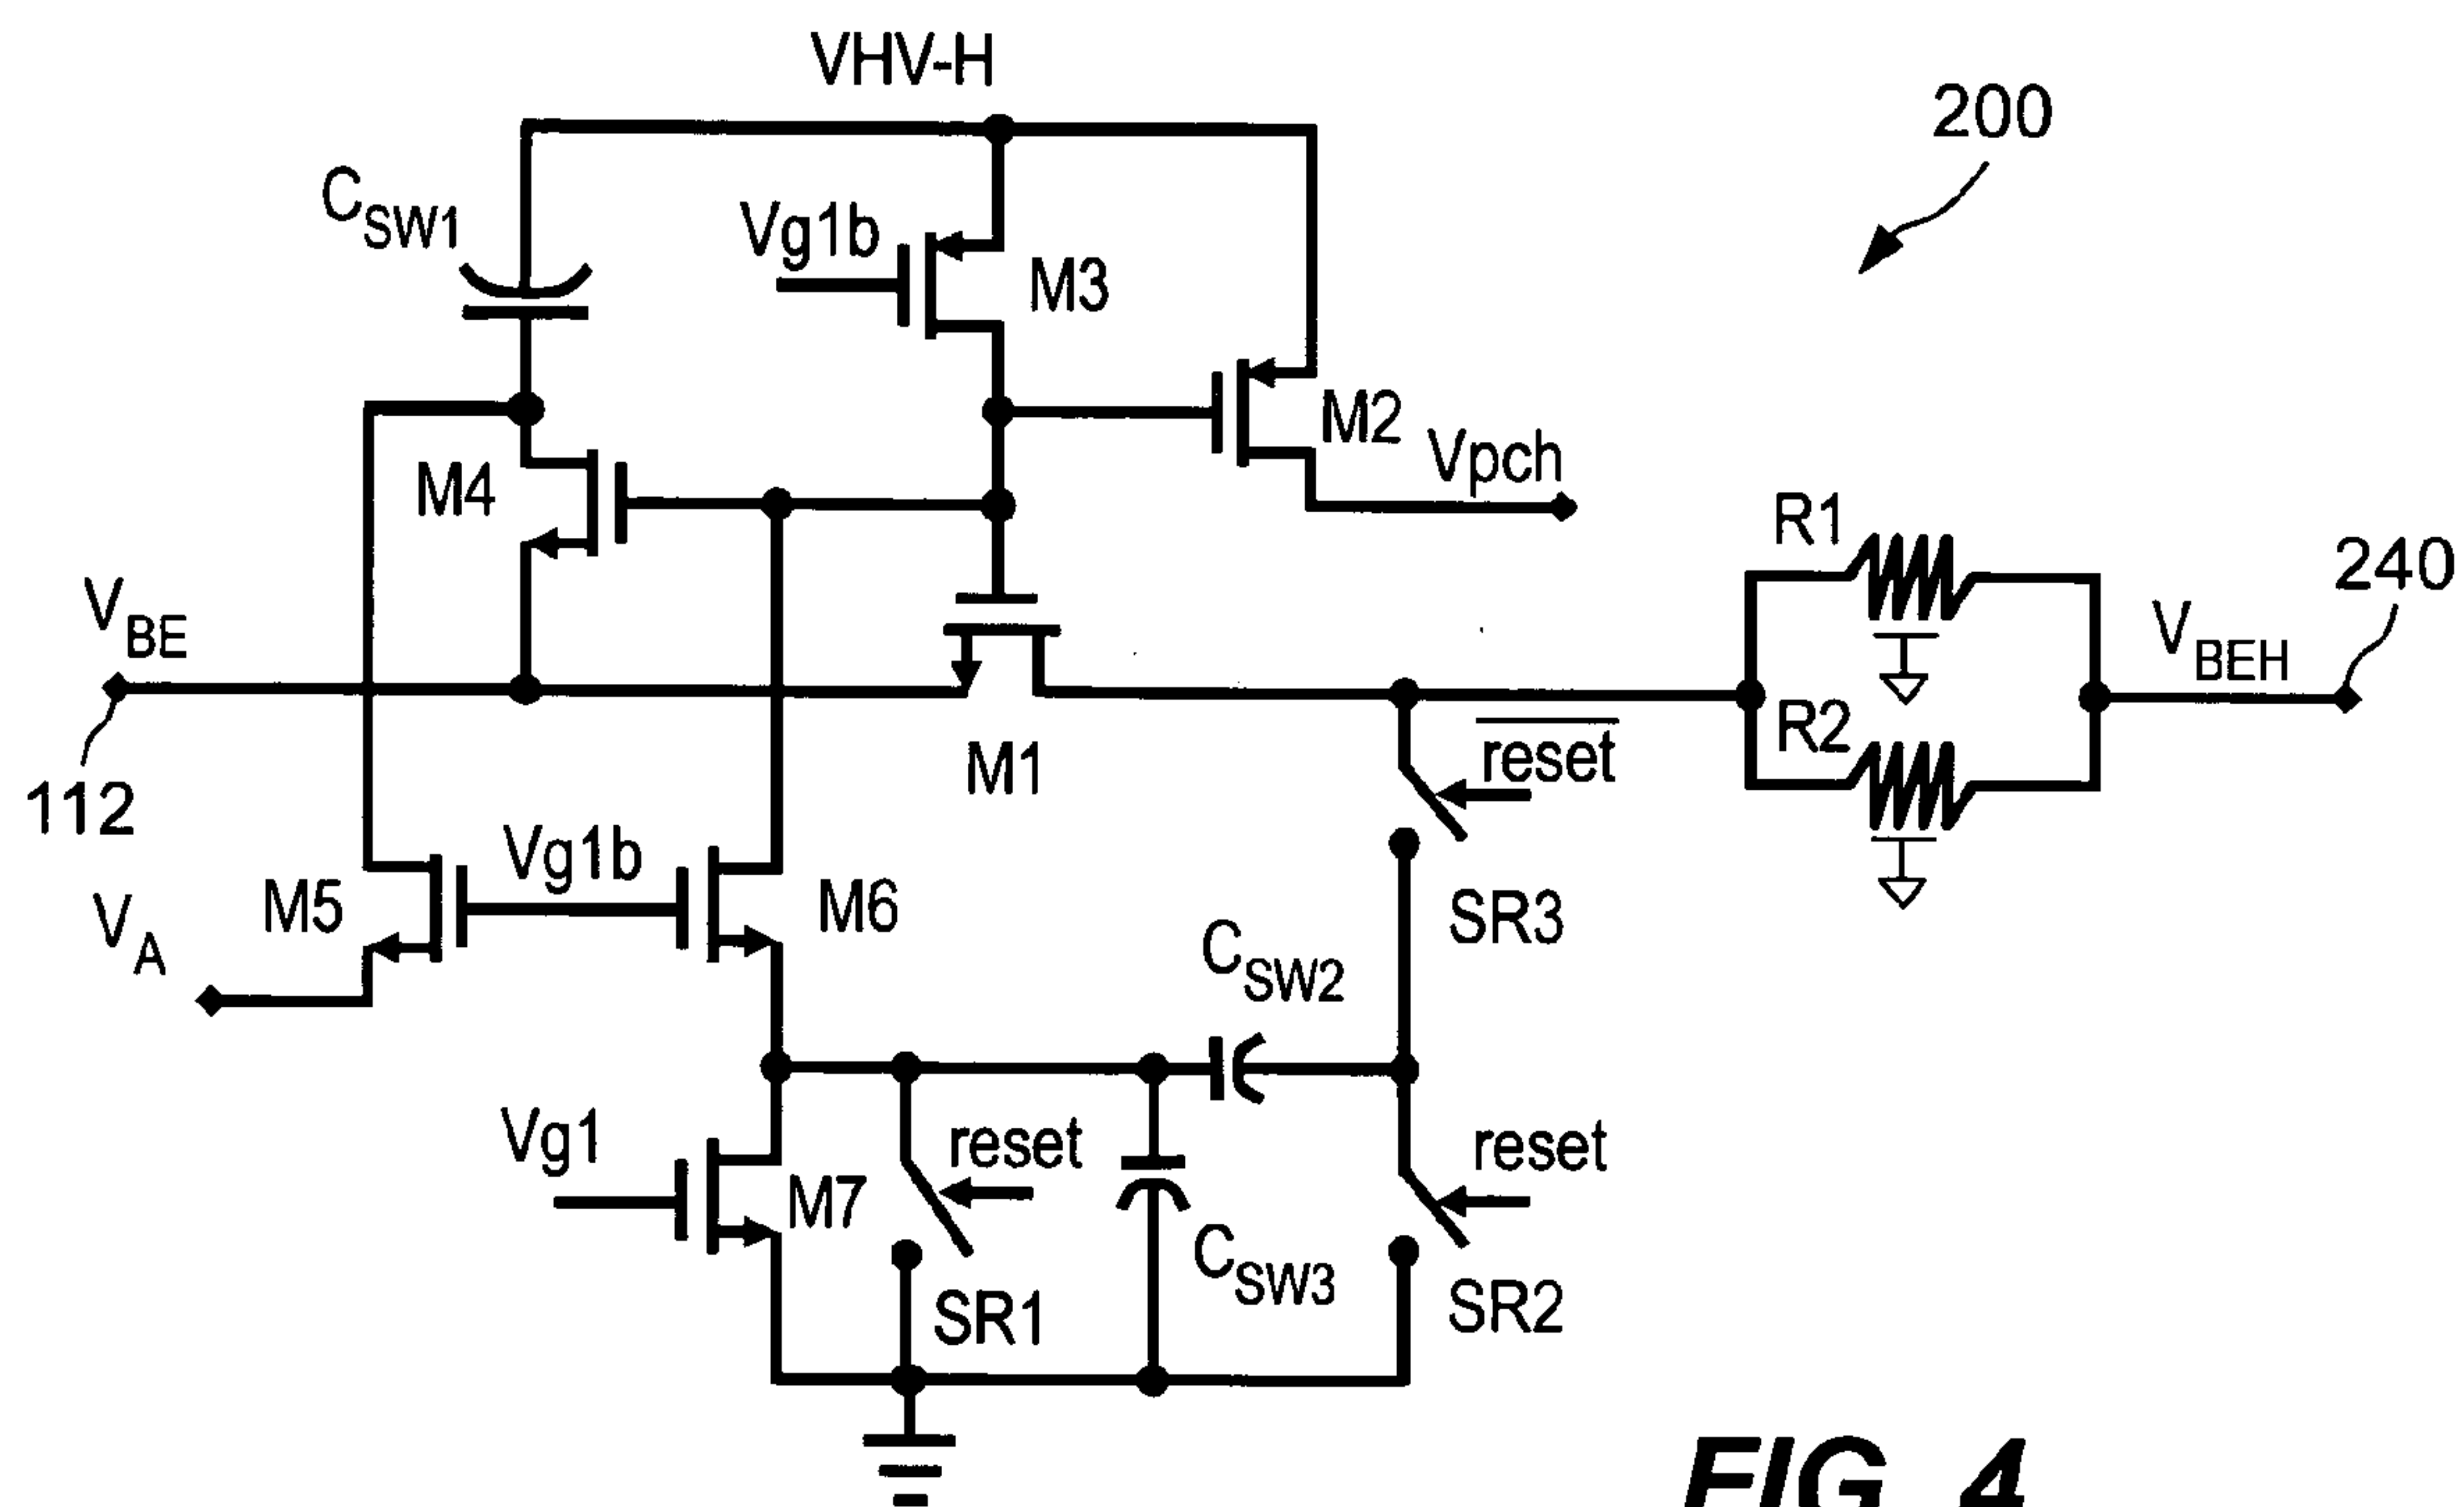 VHV-H
200
CSW1
Vg1b
M3
M2
Vpch
M4
R1
240
VBE
VBEH
R2
M1
reset
112
Vg1b
M5
M6
VA
SR3
CSW2
Vg1
reset
reset
M7
CSW3
SR1
SR2
FIG. 4